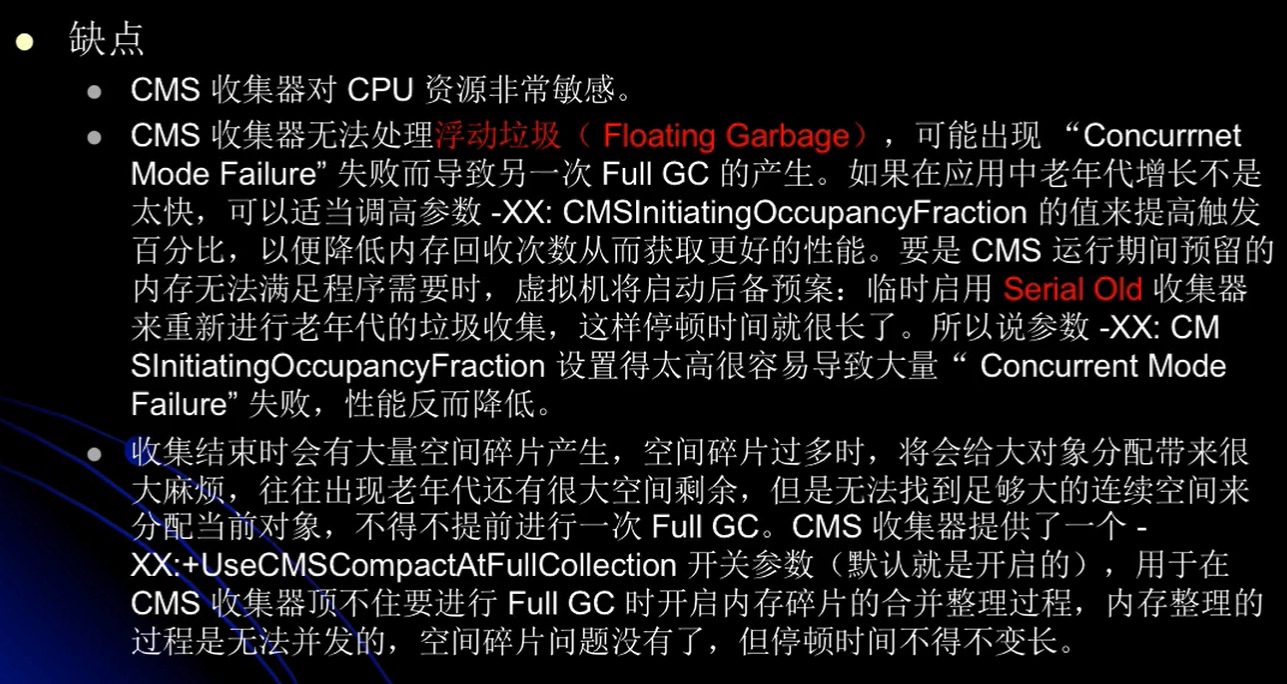 缺点
CMS 收集器对 CPU 资源非常敏感。
CMS 收集器无法处理浮动垃圾（ Floating Garbage），可能出现 “Concurrnet
Mode Failure” 失败而导致另一次 Full GC 的产生。如果在应用中老年代增长不是
太快，可以适当调高参数 -XX: CMSInitiatingOccupancyFraction 的值来提高触发
百分比，以便降低内存回收次数从而获取更好的性能。要是 CMS 运行期间预留的
内存无法满足程序需要时，虚拟机将启动后备预案：临时启用 Serial Old 收集器
来重新进行老年代的垃圾收集，这样停顿时间就很长了。所以说参数 -XX: CM
SInitiatingOccupancyFraction 设置得太高很容易导致大量 “ Concurrent Mode
Failure” 失败，性能反而降低。
收集结束时会有大量空间碎片产生，空间碎片过多时，将会给大对象分配带来很
大麻烦，往往出现老年代还有很大空间剩余，但是无法找到足够大的连续空间来
分配当前对象，不得不提前进行一次 Full GC。CMS 收集器提供了一个 -
XX:+UseCMSCompactAtFullCollection 开关参数（默认就是开启的），用于在
CMS 收集器顶不住要进行 Full GC 时开启内存碎片的合并整理过程，内存整理的
过程是无法并发的，空间碎片问题没有了，但停顿时间不得不变长。